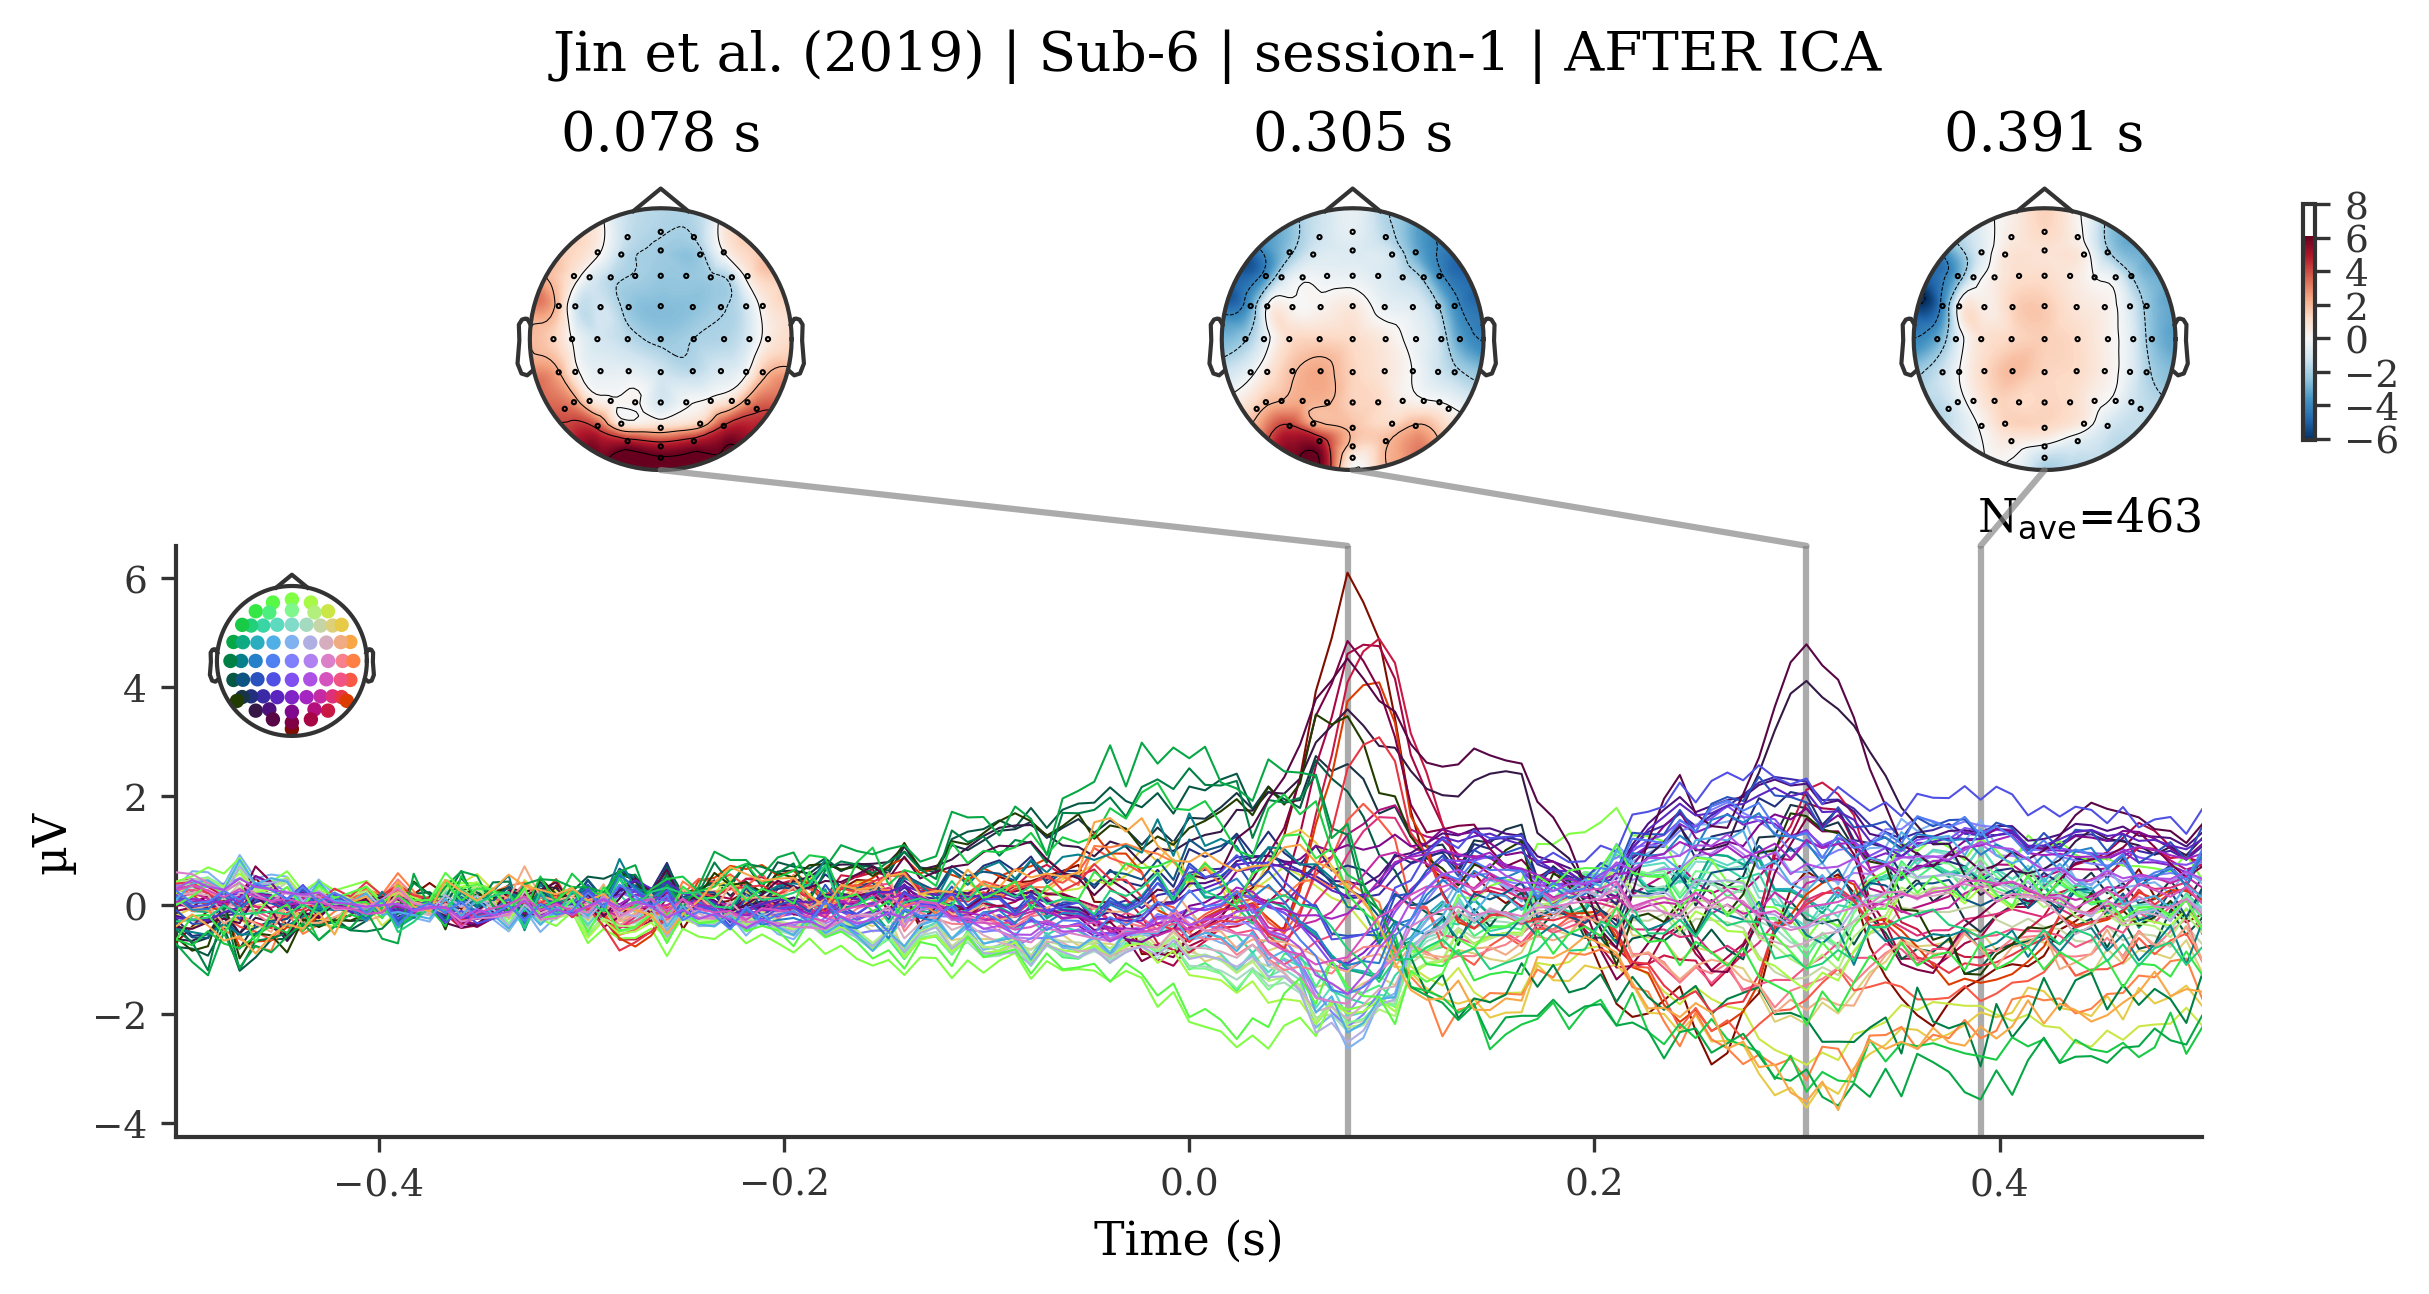 Jin et al. (2019) | Sub-6 | session-1 | AFTER ICA
0.078 s
0.305 s
0.391 s
8
6
4
2
0
−2
−4
−6
Nave=463
6
4
2
0
−2
−4
µV
−0.4
−0.2
0.0
0.2
0.4
Time (s)